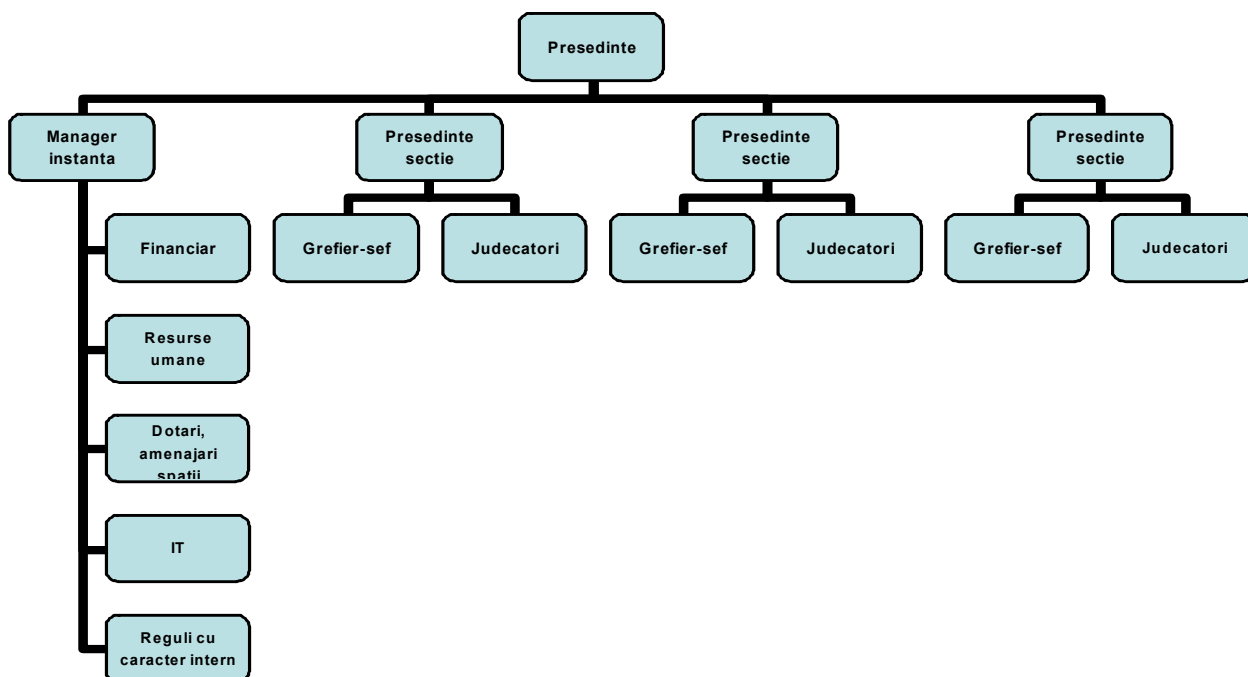 Presedinte
Manager
instanta
Presedinte
sectie
Presedinte
sectie
Presedinte
sectie
Financiar
Grefier-sef
Judecatori
Grefier-sef
Judecatori
Grefier-sef
Judecatori
Resurse
umane
Dotari,
amenajari
spatii
IT
Reguli cu
caracter intern